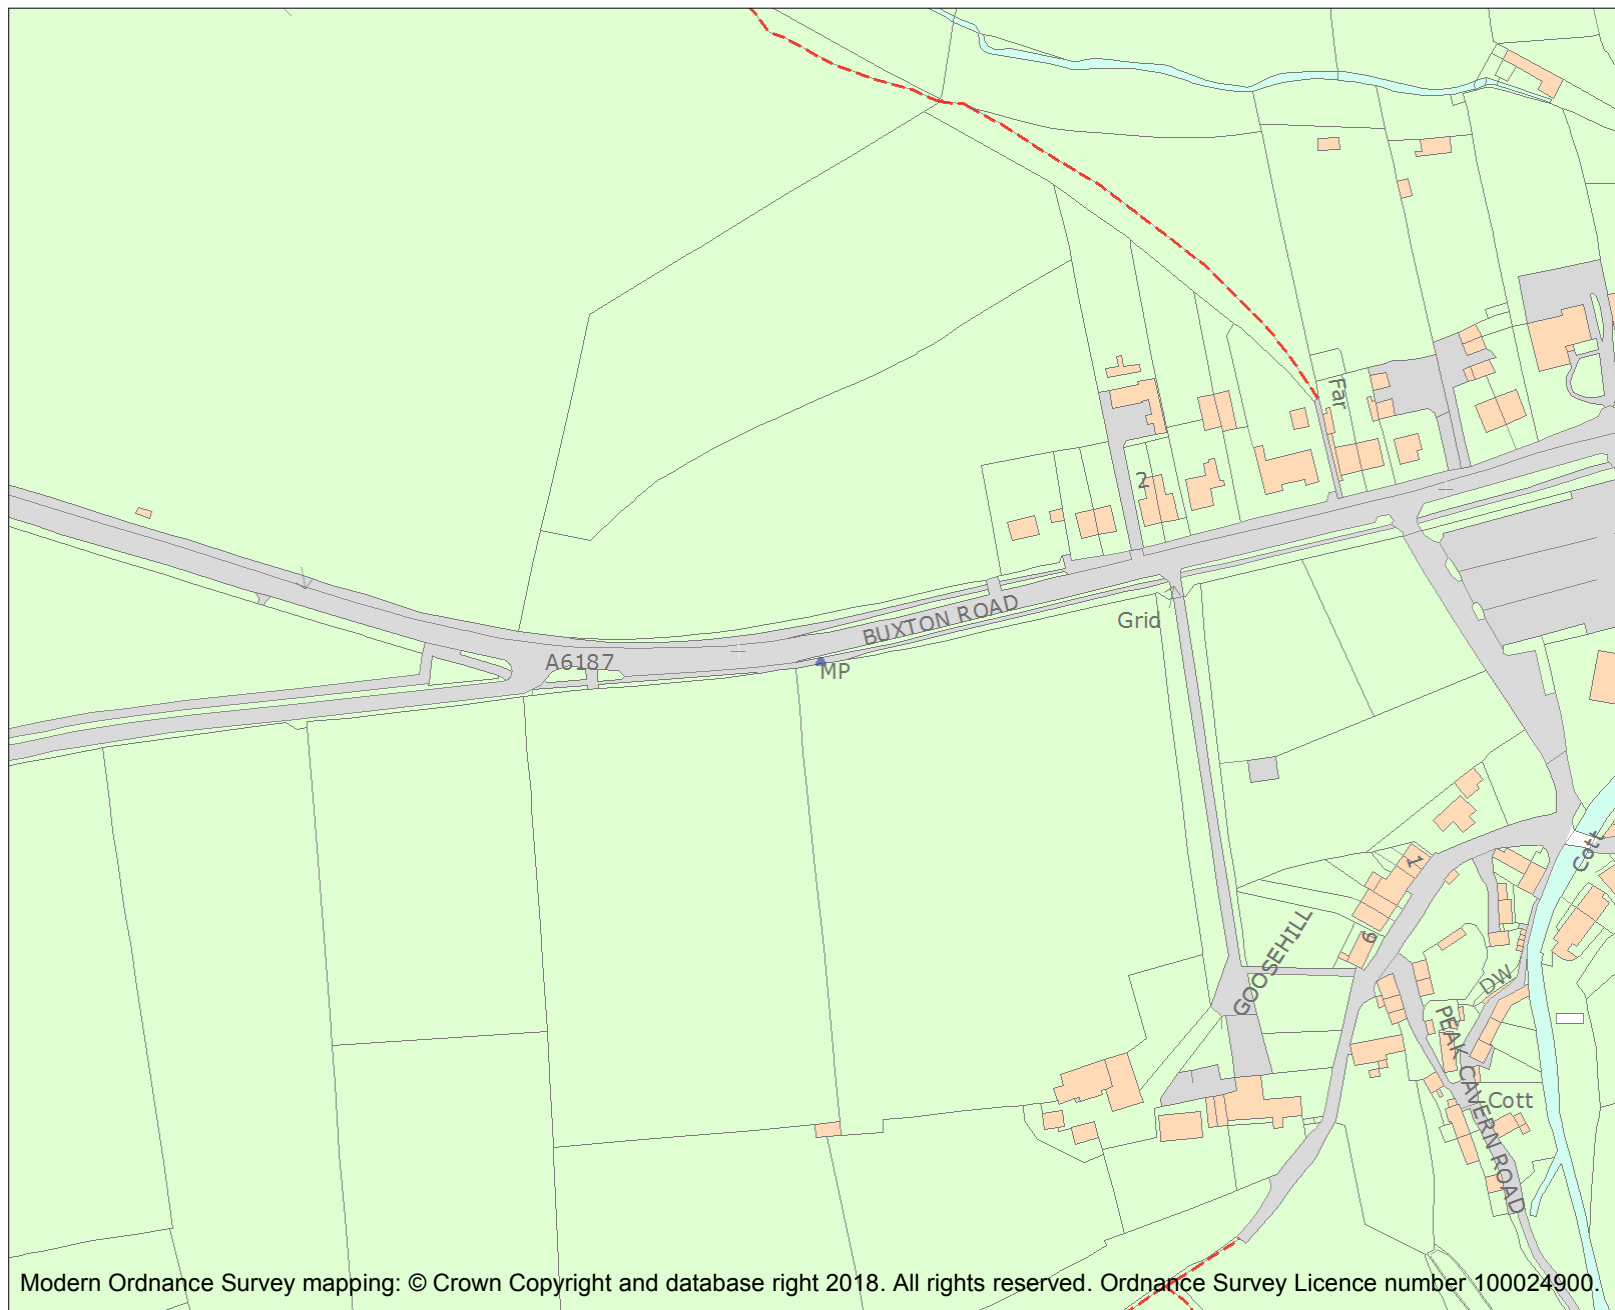 Far
2
BUXTON ROAD
Grid
A6187
MP
Cott
1
6
GOOSEHILL
DW
PEAK CAVERN ROAD
Cott
Modern Ordnance Survey mapping: © Crown Copyright and database right 2018. All rights reserved. Ordnance Survey Licence number 100024900.